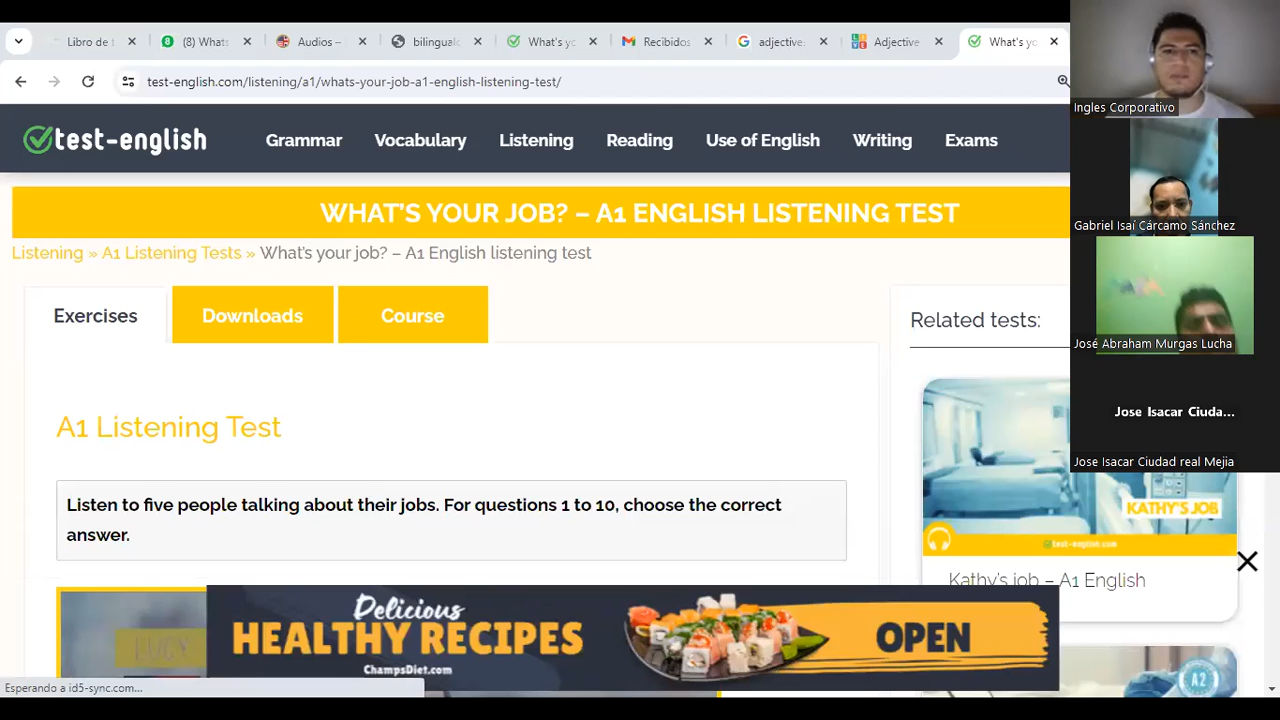 Libro de t
(8) Whats
Audios –
bilingual
What's yo
Recibidos
adjective
Adjective
What's yo
test-english.com/listening/a1/whats-your-job-a1-english-listening-test/
test-english
Grammar
Vocabulary
Listening
Reading
Use of English
Writing
Exams
WHAT'S YOUR JOB? – A1 ENGLISH LISTENING TEST
Listening » A1 Listening Tests » What's your job? – A1 English listening test
Exercises
Downloads
Course
A1 Listening Test
Listen to five people talking about their jobs. For questions 1 to 10, choose the correct
answer.
LUCY
Related tests:
KATHY'S JOB
test-english.com
Kathy's job – A1 English
A2
Delicious
HEALTHY RECIPES
ChampsDiet.com
OPEN
Esperando a id5-sync.com...
Ingles Corporativo
Gabriel Isaí Cárcamo Sánchez
José Abraham Murgas Lucha
Jose Isacar Ciuda...
Jose Isacar Ciudad real Mejia